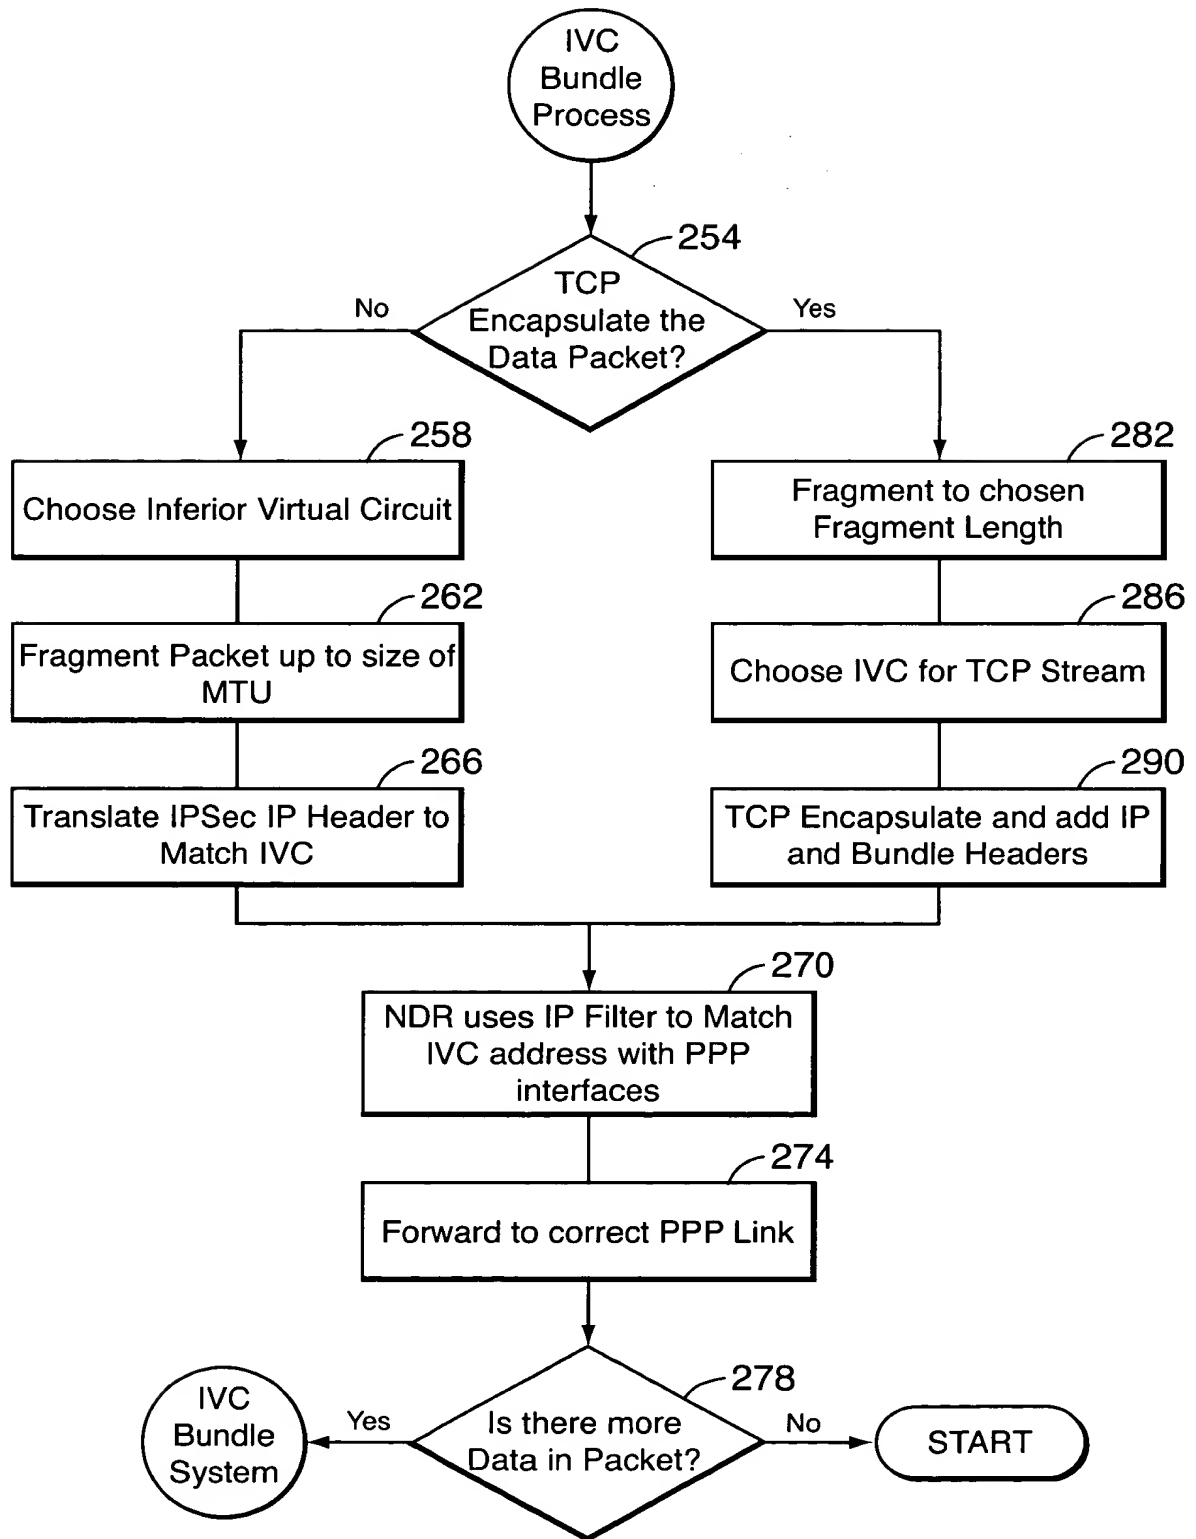 IVC
Bundle
Process
254
TCP
Encapsulate the
Data Packet?
No
Yes
258
Choose Inferior Virtual Circuit
282
Fragment to chosen
Fragment Length
262
Fragment Packet up to size of
MTU
286
Choose IVC for TCP Stream
266
Translate IPSec IP Header to
Match IVC
290
TCP Encapsulate and add IP
and Bundle Headers
270
NDR uses IP Filter to Match
IVC address with PPP
interfaces
274
Forward to correct PPP Link
278
Is there more
Data in Packet?
Yes
No
IVC
Bundle
System
START